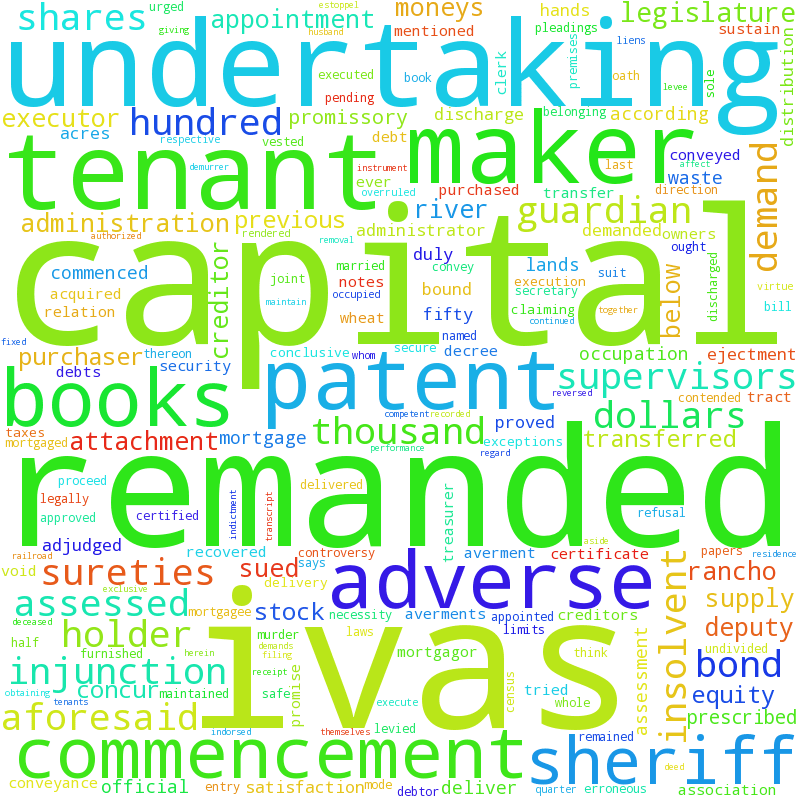 estoppel
urged
giving
husband
shares
appointment
moneys
mentioned
hands
pleadings
liens
legislature
sustain
undertaking
clerk
premises
executed
book
oath
levee
sole
distribution
pending
executor
hundred
promissory
discharge
belonging
according
acres
respective
vested
debt
maker
conveyed
affect
tenant
demurrer
instrument
last
direction
waste
demand
ever
overruled
purchased
transfer
administration
previous
river
guardian
authorized
rendered
removal
administrator
duly
demanded
owners
ought
capital
creditor
commenced
married
convey
notes
lands
suit
execution
secretary
below
discharged
virtue
bill
acquired
relation
joint
maintain
occupied
bound
claiming
together
continued
wheat
fifty
named
fixed
purchaser
thereon
conclusive
whom
secure
decree
reversed
occupation
ejectment
debts
security
patent
supervisors
contended
tract
books
competent
recorded
dollars
proved
taxes
mortgaged
attachment
mortgage
thousand
exceptions
transferred
performance
regard
remanded
proceed
legally
delivered
approved
certified
indictment
transcript
treasurer
refusal
adjudged
recovered
controversy
says
averment
certificate
aside
papers
residence
railroad
void
sureties
sued
delivery
adverse
insolvent
rancho
exclusive
assessed
mortgagee
stock
necessity
averments
appointed
limits
creditors
supply
deceased
half
holder
murder
laws
think
deputy
furnished
herein
demands
filing
mortgagor
undivided
injunction
concur
maintained
receipt
safe
promise
ivas
census
tried
whole
assessment
bond
equity
obtaining
tenants
execute
aforesaid
indorsed
themselves
levied
remained
prescribed
commencement
sheriff
conveyance
official
entry
satisfaction
mode
debtor
deliver
quarter
erroneous
deed
association